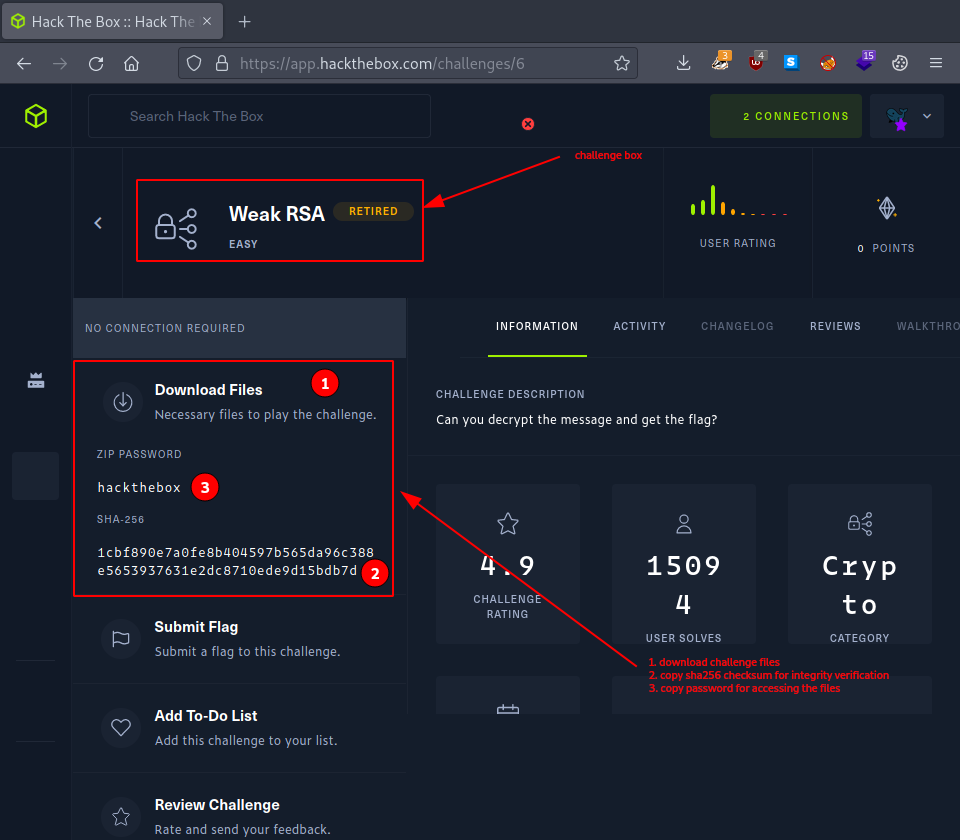 Hack The Box :: Hack The
https://app.hackthebox.com/challenges/6
3
4
S
15
Search Hack The Box
2 CONNECTIONS
challenge box
Weak RSA
RETIRED
EASY
USER RATING
0 POINTS
NO CONNECTION REQUIRED
INFORMATION
ACTIVITY
CHANGELOG
REVIEWS
WALKTHRO
Download Files
1
Necessary files to play the challenge.
ZIP PASSWORD
hackthebox
3
SHA-256
1cbf890e7a0fe8b404597b565da96c388
e5653937631e2dc8710ede9d15bdb7d
2
CHALLENGE DESCRIPTION
Can you decrypt the message and get the flag?
4.9
CHALLENGE
RATING
1509
4
USER SOLVES
Cryp
to
CATEGORY
1. download challenge files
2. copy sha256 checksum for integrity verification
3. copy password for accessing the files
Submit Flag
Submit a flag to this challenge.
Add To-Do List
Add this challenge to your list.
Review Challenge
Rate and send your feedback.